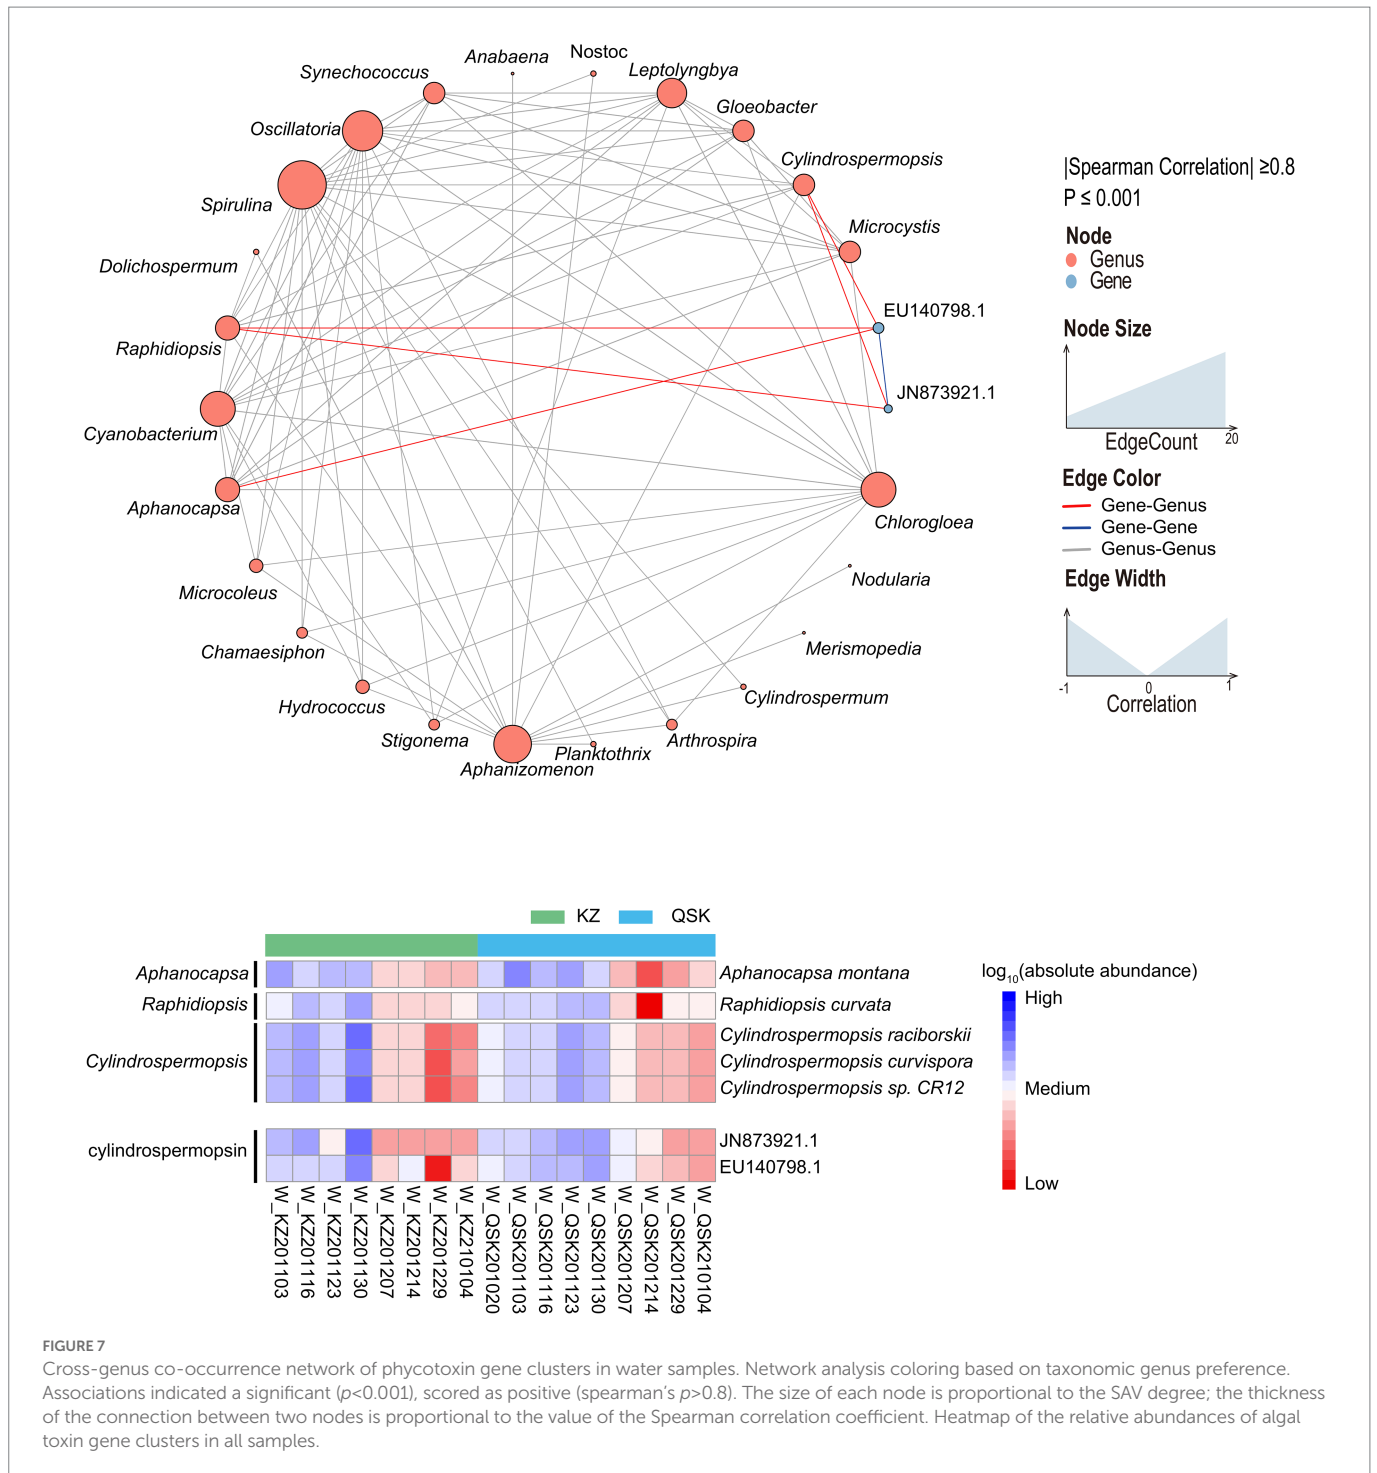 Anabaena
Nostoc
Synechococcus
Leptolyngbya
Gloeobacter
Oscillatoria
Cylindrospermopsis
Spirulina
Microcystis
Dolichospermum
EU140798.1
Raphidiopsis
JN873921.1
Cyanobacterium
Aphanocapsa
Chlorogloea
Microcoleus
Nodularia
Chamaesiphon
Merismopedia
Hydrococcus
Cylindrospermum
Stigonema
Planktothrix
Arthrospira
Aphanizomenon
|Spearman Correlation| ≥0.8
P ≤ 0.001
Node
Genus
Gene
Node Size
EdgeCount
20
Edge Color
Gene-Genus
Gene-Gene
Genus-Genus
Edge Width
-1 0 1
Correlation
KZ QSK
Aphanocapsa
Raphidiopsis
Cylindrospermopsis
cylindrospermopsin
Aphanocapsa montana
Raphidiopsis curvata
Cylindrospermopsis raciborskii
Cylindrospermopsis curvispora
Cylindrospermopsis sp. CR12
JN873921.1
EU140798.1
log10(absolute abundance)
High
Medium
Low
W_KZ201103
W_KZ201116
W_KZ201123
W_KZ201130
W_KZ201207
W_KZ201214
W_KZ201229
W_KZ210104
W_QSK201020
W_QSK201103
W_QSK201116
W_QSK201123
W_QSK201130
W_QSK201207
W_QSK201214
W_QSK201229
W_QSK210104
FIGURE 7
Cross-genus co-occurrence network of phycotoxin gene clusters in water samples. Network analysis coloring based on taxonomic genus preference.
Associations indicated a significant (p<0.001), scored as positive (spearman's p>0.8). The size of each node is proportional to the SAV degree; the thickness
of the connection between two nodes is proportional to the value of the Spearman correlation coefficient. Heatmap of the relative abundances of algal
toxin gene clusters in all samples.